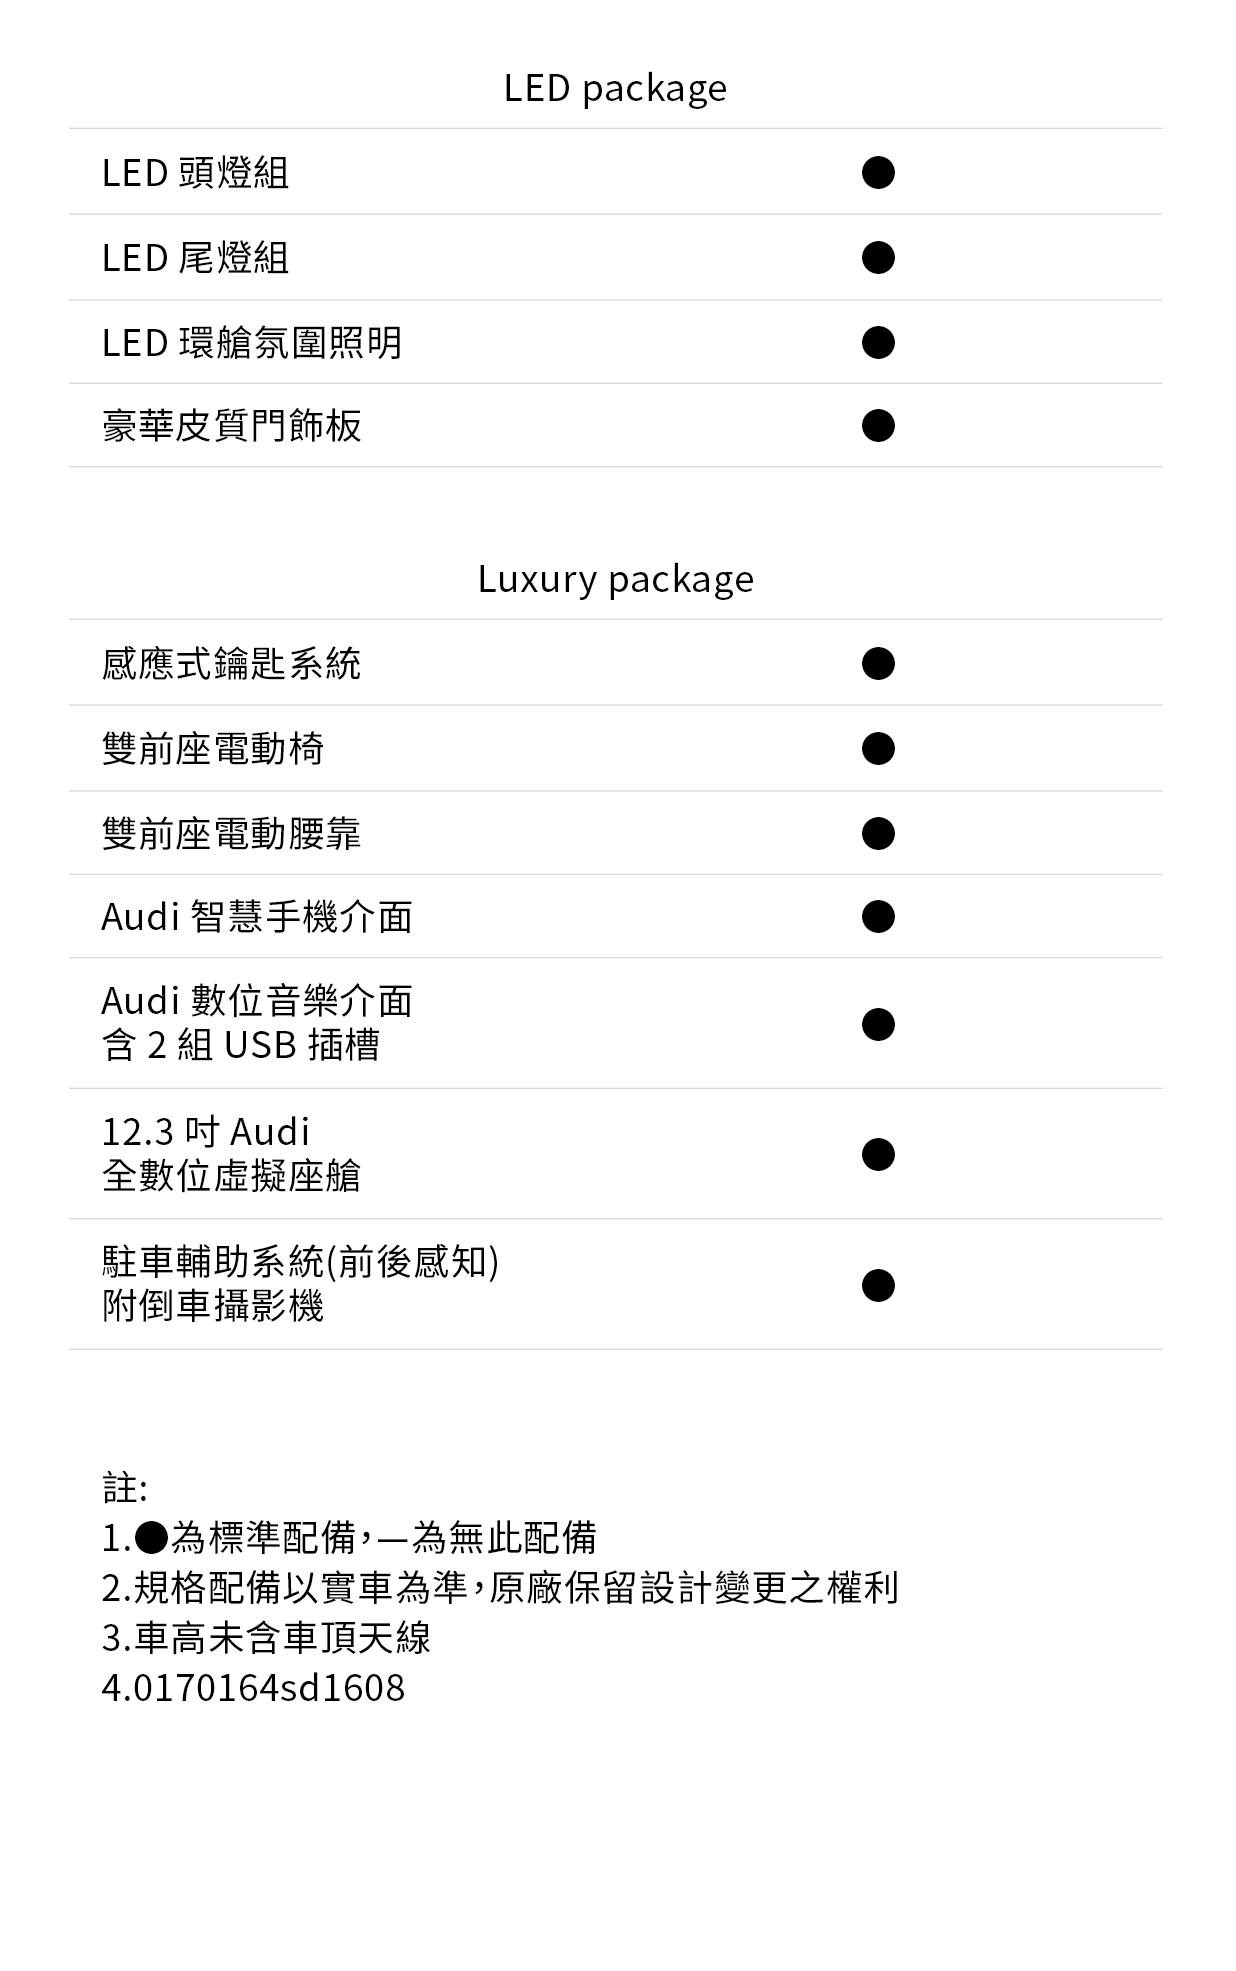 LED package
LED 頭燈組 ●
LED 尾燈組 ●
LED 環艙氛圍照明 ●
豪華皮質門飾板 ●
Luxury package
感應式鑰匙系統 ●
雙前座電動椅 ●
雙前座電動腰靠 ●
Audi 智慧手機介面 ●
Audi 數位音樂介面
含 2 組 USB 插槽 ●
12.3 吋 Audi
全數位虛擬座艙 ●
駐車輔助系統(前後感知)
附倒車攝影機 ●
註:
1.●為標準配備，—為無此配備
2.規格配備以實車為準，原廠保留設計變更之權利
3.車高未含車頂天線
4.0170164sd1608